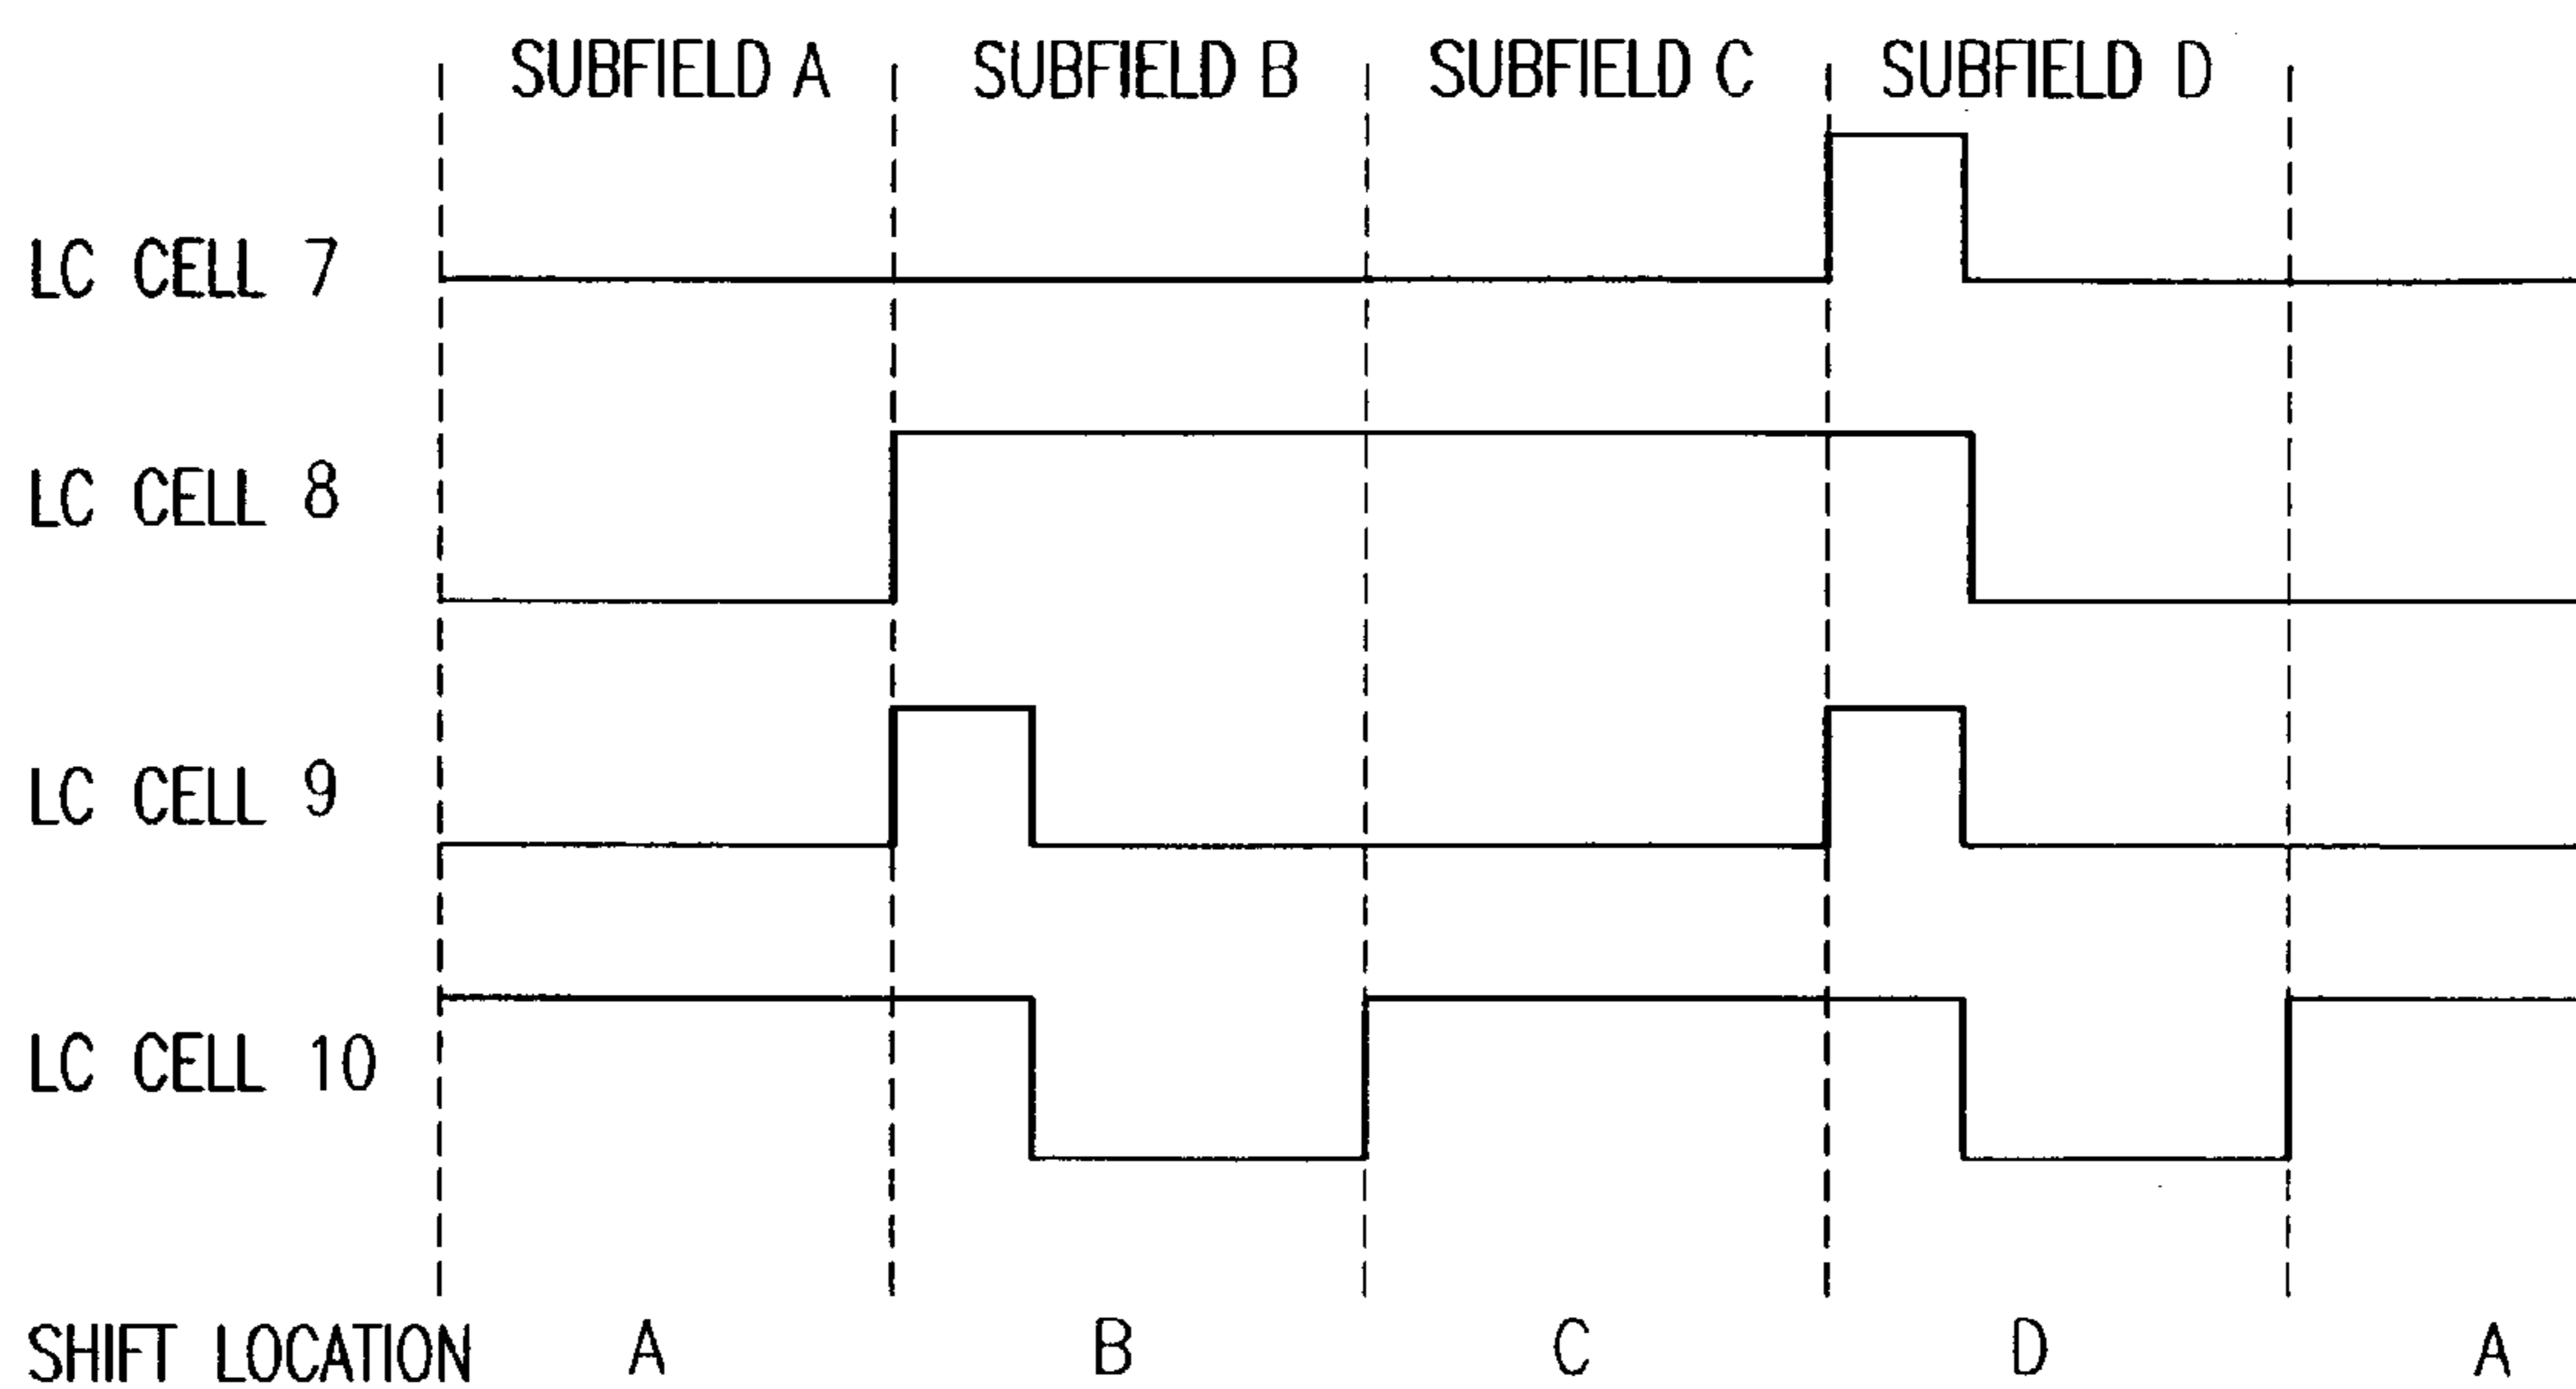 SUBFIELD A SUBFIELD B SUBFIELD C SUBFIELD D
LC CELL 7
LC CELL 8
LC CELL 9
LC CELL 10
SHIFT LOCATION A B C D A